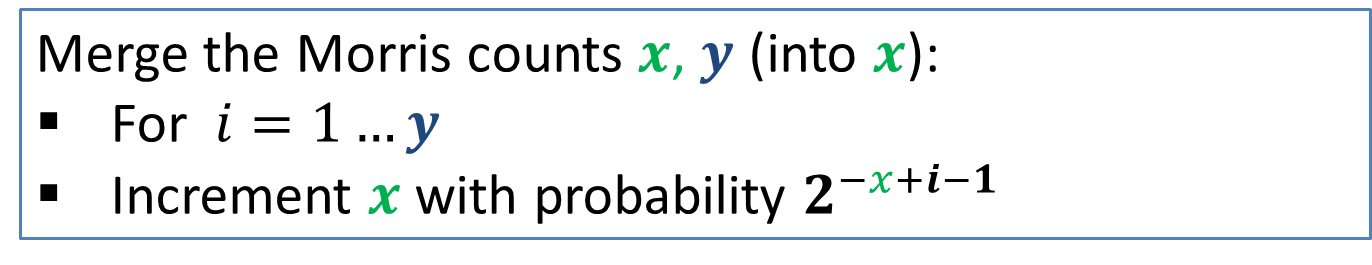 Merge the Morris counts x, y (into x):
▪ For i = 1 … y
▪ Increment x with probability 2^{−x+i−1}